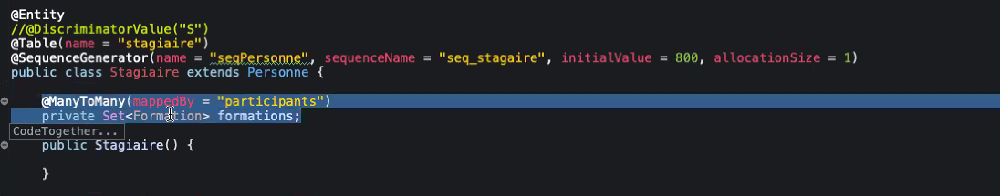 @Entity
//@DiscriminatorValue("S")
@Table(name = "stagiaire")
@SequenceGenerator(name = "seqPersonne", sequenceName = "seq_stagaire", initialValue = 800, allocationSize = 1)
public class Stagiaire extends Personne {
@ManyToMany(mappedBy = "participants")
private Set<Formation> formations;
CodeTogether...
public Stagiaire() {
}